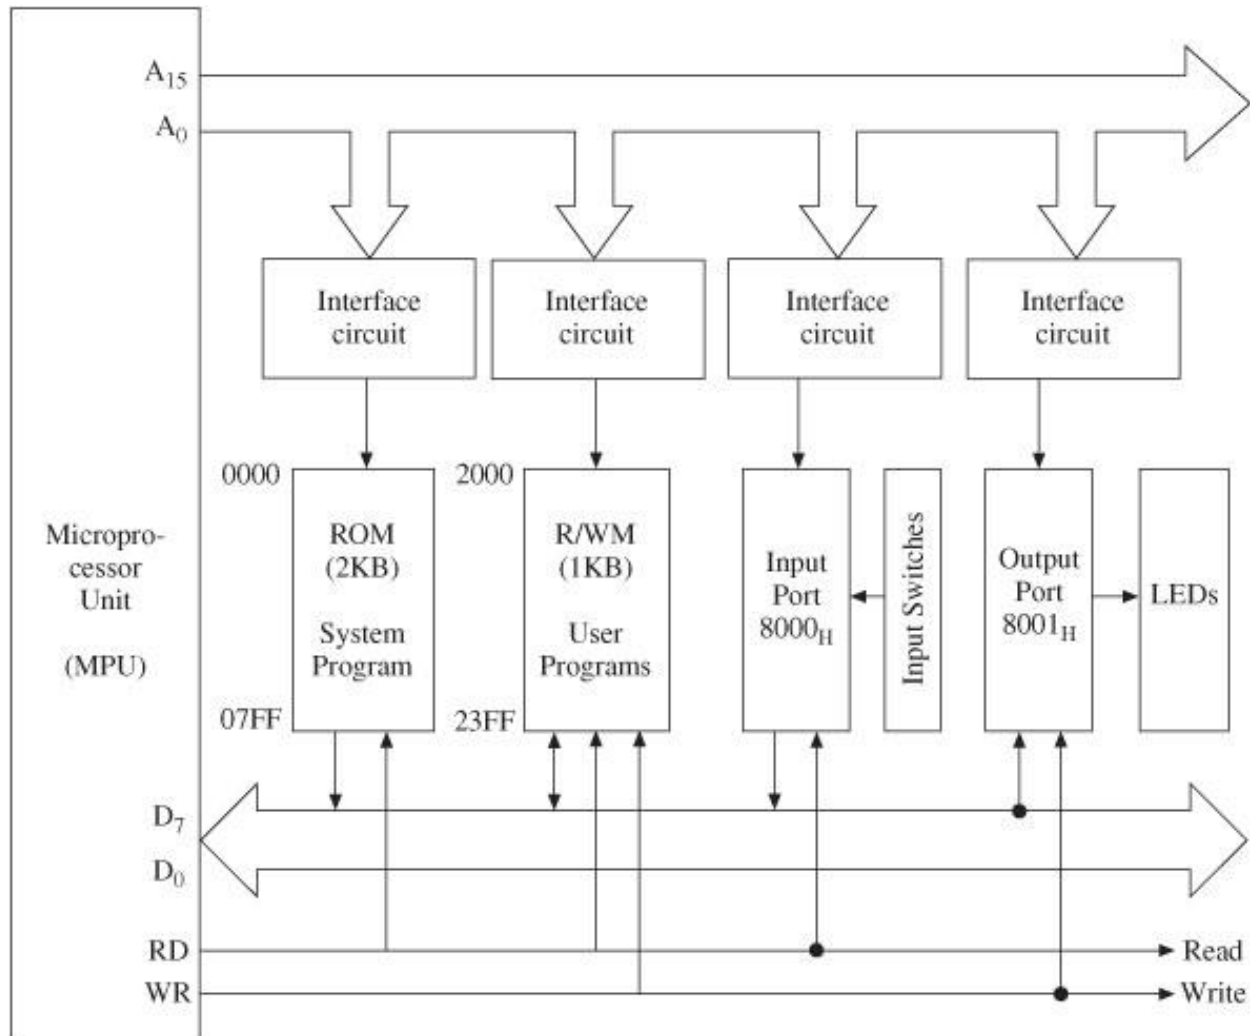 A15
A0
Interface
circuit
Interface
circuit
Interface
circuit
Interface
circuit
Micropro-
cessor
Unit
(MPU)
0000
ROM
(2KB)
System
Program
07FF
2000
R/WM
(1KB)
User
Programs
23FF
Input
Port
8000H
Input Switches
Output
Port
8001H
LEDs
D7
D0
RD
Read
WR
Write